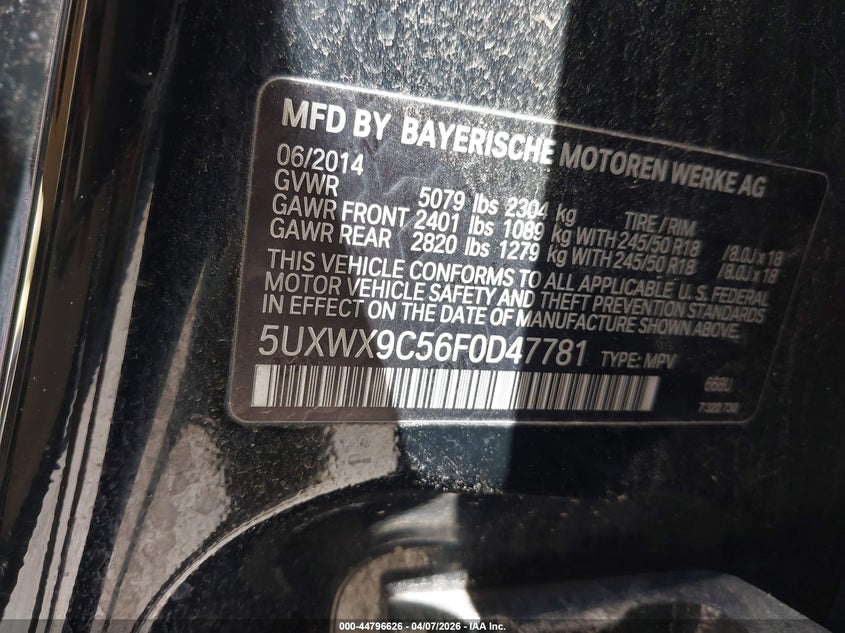 MFD BY BAYERISCHE MOTOREN WERKE AG
06/2014
GVWR 5079 lbs 2304 kg TIRE / RIM
GAWR FRONT 2401 lbs 1089 kg WITH 245/50 R18 /8.0J x 18
GAWR REAR 2820 lbs 1279 kg WITH 245/50 R18 /8.0J x 18
THIS VEHICLE CONFORMS TO ALL APPLICABLE U. S. FEDERAL
MOTOR VEHICLE SAFETY AND THEFT PREVENTION STANDARDS
IN EFFECT ON THE DATE OF MANUFACTURE SHOWN ABOVE.
5UXWX9C56F0D47781 TYPE: MPV
668U
7 320 730
000-44796626 - 04/07/2026 - IAA Inc.